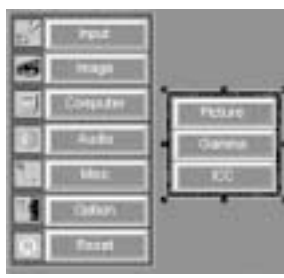 Input
Image
Computer
Audio
Misc
Option
Reset
Picture
Gamma
ICC